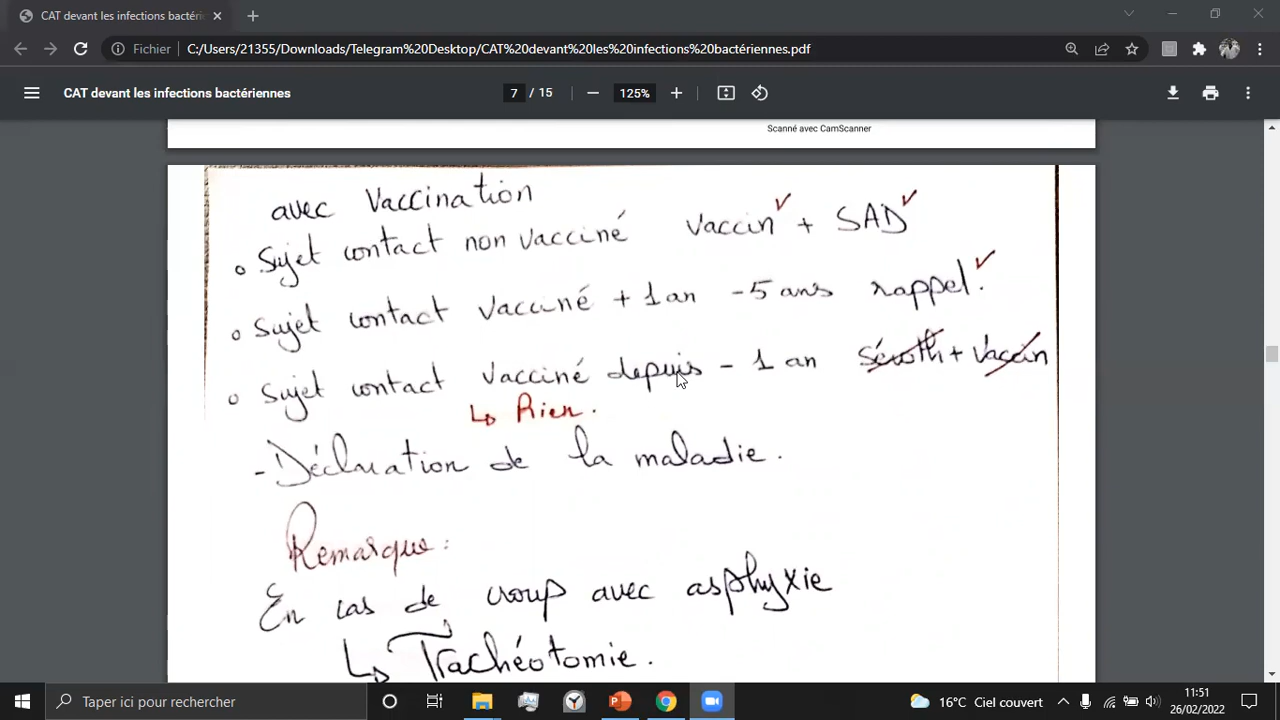 CAT devant les infections bactéri
Fichier
C:/Users/21355/Downloads/Telegram%20Desktop/CAT%20devant%20les%20infections%20bactériennes.pdf
CAT devant les infections bactériennes
7 / 15
125%
Scanné avec CamScanner
avec Vaccination
Sujet contact non vacciné Vaccin + SAD
Sujet contact Vacciné + 1 an - 5 ans rappel.
Sujet contact Vacciné depuis - 1 an Séroth + Vaccin
↳ Rien.
- Déclaration de la maladie.
Remarque :
En cas de croup avec asphyxie
↳ Trachéotomie.
Taper ici pour rechercher
16°C Ciel couvert
11:51
26/02/2022